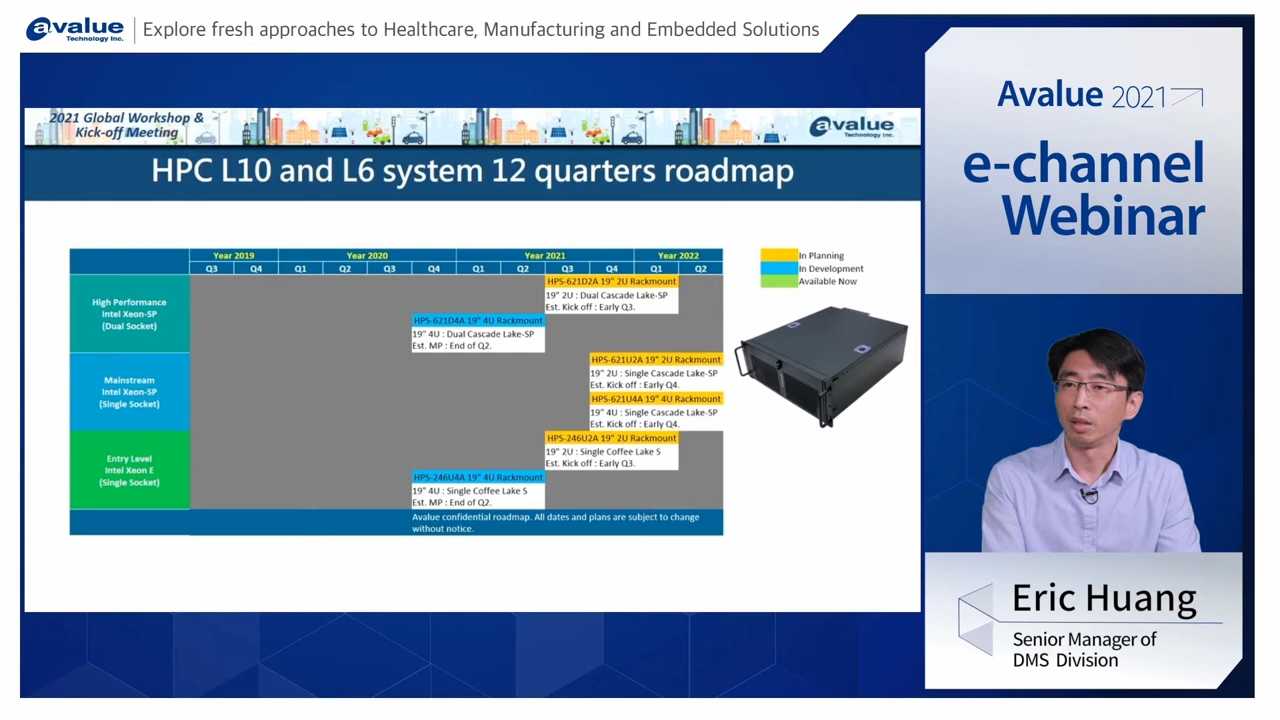 avalue
Technology Inc.
Explore fresh approaches to Healthcare, Manufacturing and Embedded Solutions
2021 Global Workshop &
Kick-off Meeting
avalue
Technology Inc.
HPC L10 and L6 system 12 quarters roadmap
Year 2019 Year 2020 Year 2021 Year 2022
Q3 Q4 Q1 Q2 Q3 Q4 Q1 Q2 Q3 Q4 Q1 Q2
High Performance
Intel Xeon-SP
(Dual Socket)
HPS-621D2A 19" 2U Rackmount
19" 2U : Dual Cascade Lake-SP
Est. Kick off : Early Q3.
HPS-621D4A 19" 4U Rackmount
19" 4U : Dual Cascade Lake-SP
Est. MP : End of Q2.
Mainstream
Intel Xeon-SP
(Single Socket)
HPS-621U2A 19" 2U Rackmount
19" 2U : Single Cascade Lake-SP
Est. Kick off : Early Q4.
HPS-621U4A 19" 4U Rackmount
19" 4U : Single Cascade Lake-SP
Est. Kick off : Early Q4.
Entry Level
Intel Xeon E
(Single Socket)
HPS-246U2A 19" 2U Rackmount
19" 2U : Single Coffee Lake S
Est. Kick off : Early Q3.
HPS-246U4A 19" 4U Rackmount
19" 4U : Single Coffee Lake S
Est. MP : End of Q2.
Avalue confidential roadmap. All dates and plans are subject to change
without notice.
In Planning
In Development
Available Now
Avalue 2021
e-channel
Webinar
Eric Huang
Senior Manager of
DMS Division